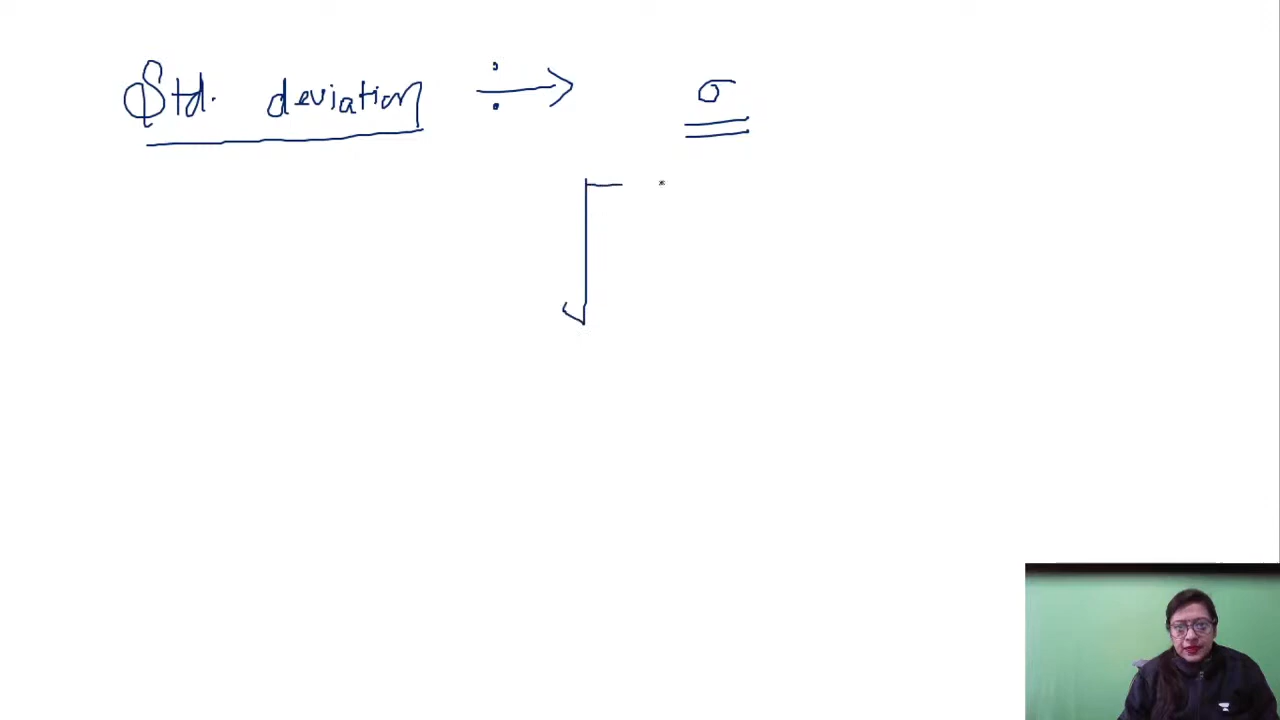 Std. deviation ÷→ σ
√